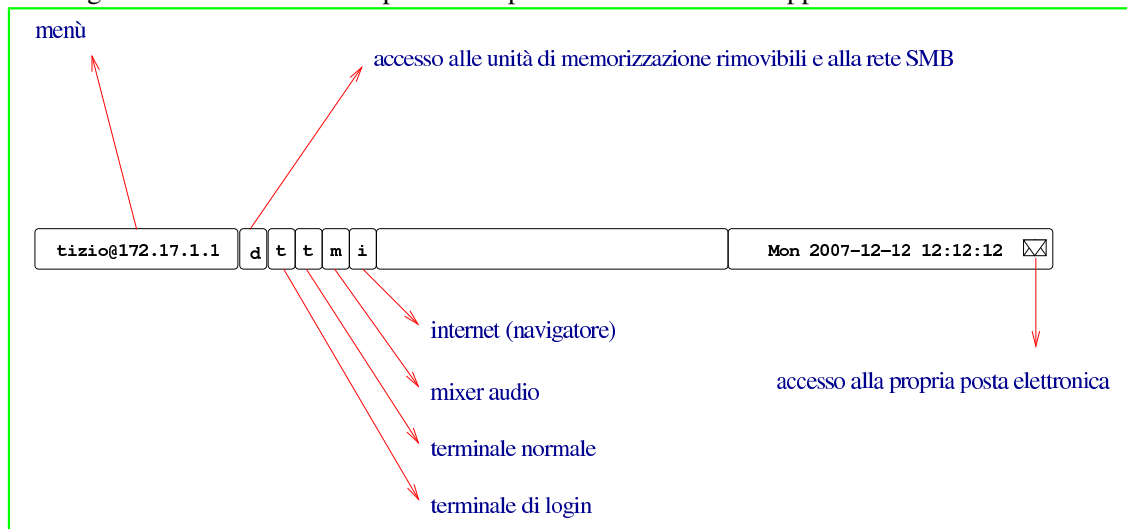 menù
accesso alle unità di memorizzazione rimovibili e alla rete SMB
tizio@172.17.1.1 d t t m i Mon 2007-12-12 12:12:12
internet (navigatore)
accesso alla propria posta elettronica
mixer audio
terminale normale
terminale di login